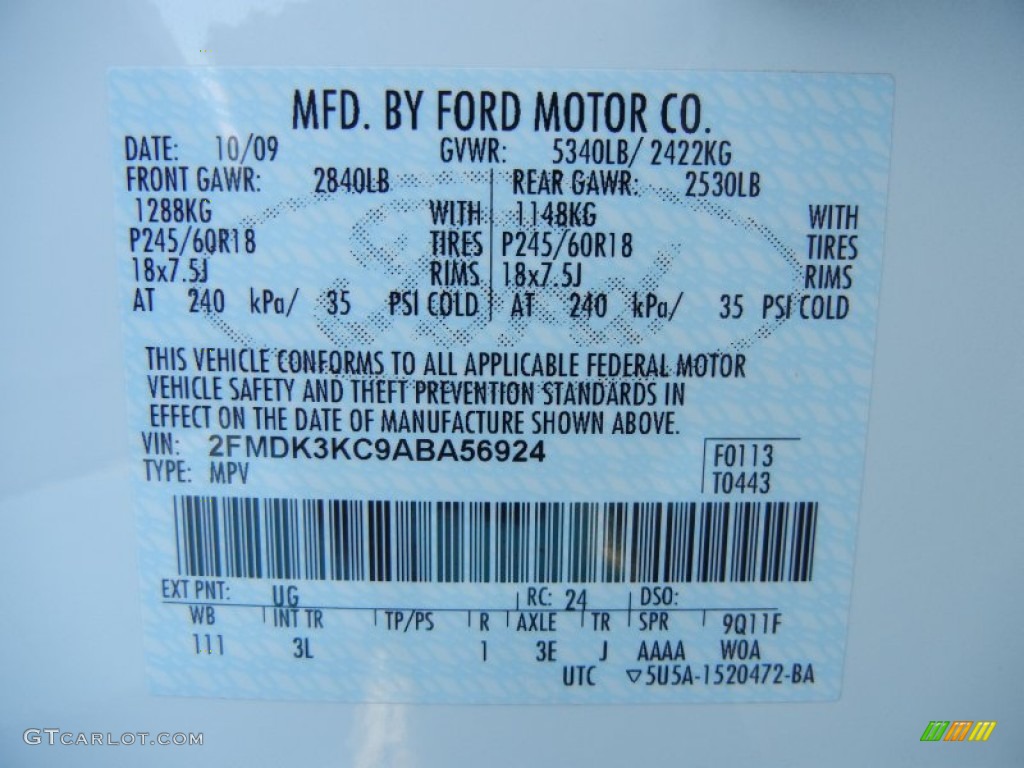 MFD. BY FORD MOTOR CO.
DATE: 10/09 GVWR: 5340LB/ 2422KG
FRONT GAWR: 2840LB REAR GAWR: 2530LB
1288KG WITH 1148KG WITH
P245/60R18 TIRES P245/60R18 TIRES
18x7.5J RIMS 18x7.5J RIMS
AT 240 kPa/ 35 PSI COLD AT 240 kPa/ 35 PSI COLD
Ford
THIS VEHICLE CONFORMS TO ALL APPLICABLE FEDERAL MOTOR
VEHICLE SAFETY AND THEFT PREVENTION STANDARDS IN
EFFECT ON THE DATE OF MANUFACTURE SHOWN ABOVE.
VIN: 2FMDK3KC9ABA56924 F0113
TYPE: MPV T0443
EXT PNT: UG RC: 24 DSO:
WB INT TR TP/PS R AXLE TR SPR 9Q11F
111 3L 1 3E J AAAA WOA
UTC ▽5U5A-1520472-BA
GTCARLOT.COM